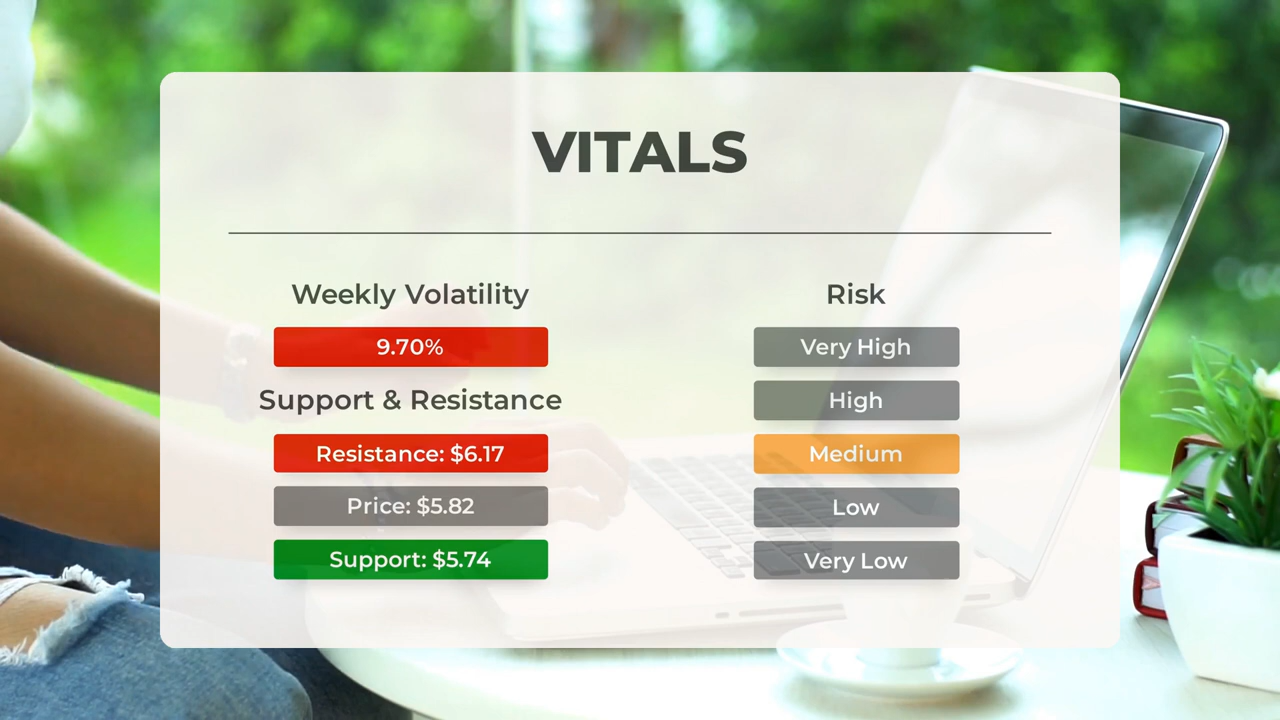 VITALS
Weekly Volatility
9.70%
Support & Resistance
Resistance: $6.17
Price: $5.82
Support: $5.74
Risk
Very High
High
Medium
Low
Very Low